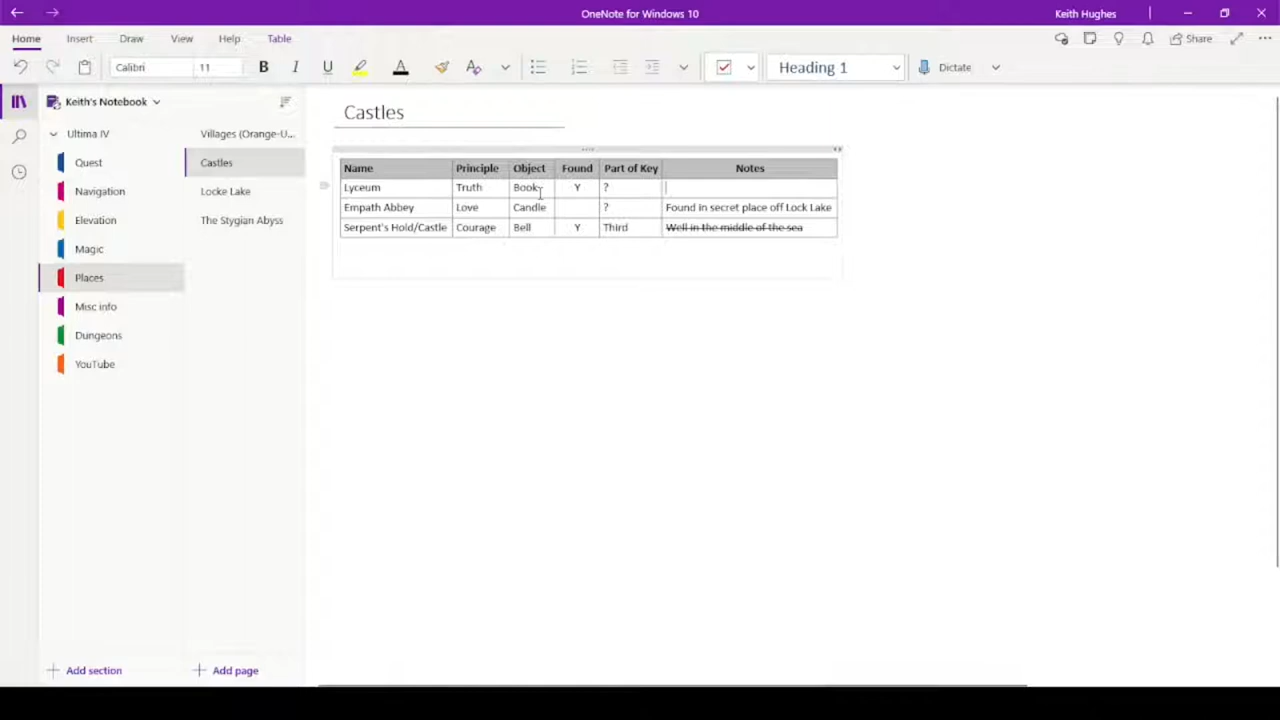 OneNote for Windows 10
Keith Hughes
Home Insert Draw View Help Table
Share
Calibri 11 B I U A Heading 1 Dictate
Keith's Notebook
Ultima IV
Quest
Navigation
Elevation
Magic
Places
Misc info
Dungeons
YouTube
Villages (Orange-U...
Castles
Locke Lake
The Stygian Abyss
Castles
Name Principle Object Found Part of Key Notes
Lyceum Truth Book Y ?
Empath Abbey Love Candle ? Found in secret place off Lock Lake
Serpent's Hold/Castle Courage Bell Y Third Well in the middle of the sea
Add section
Add page